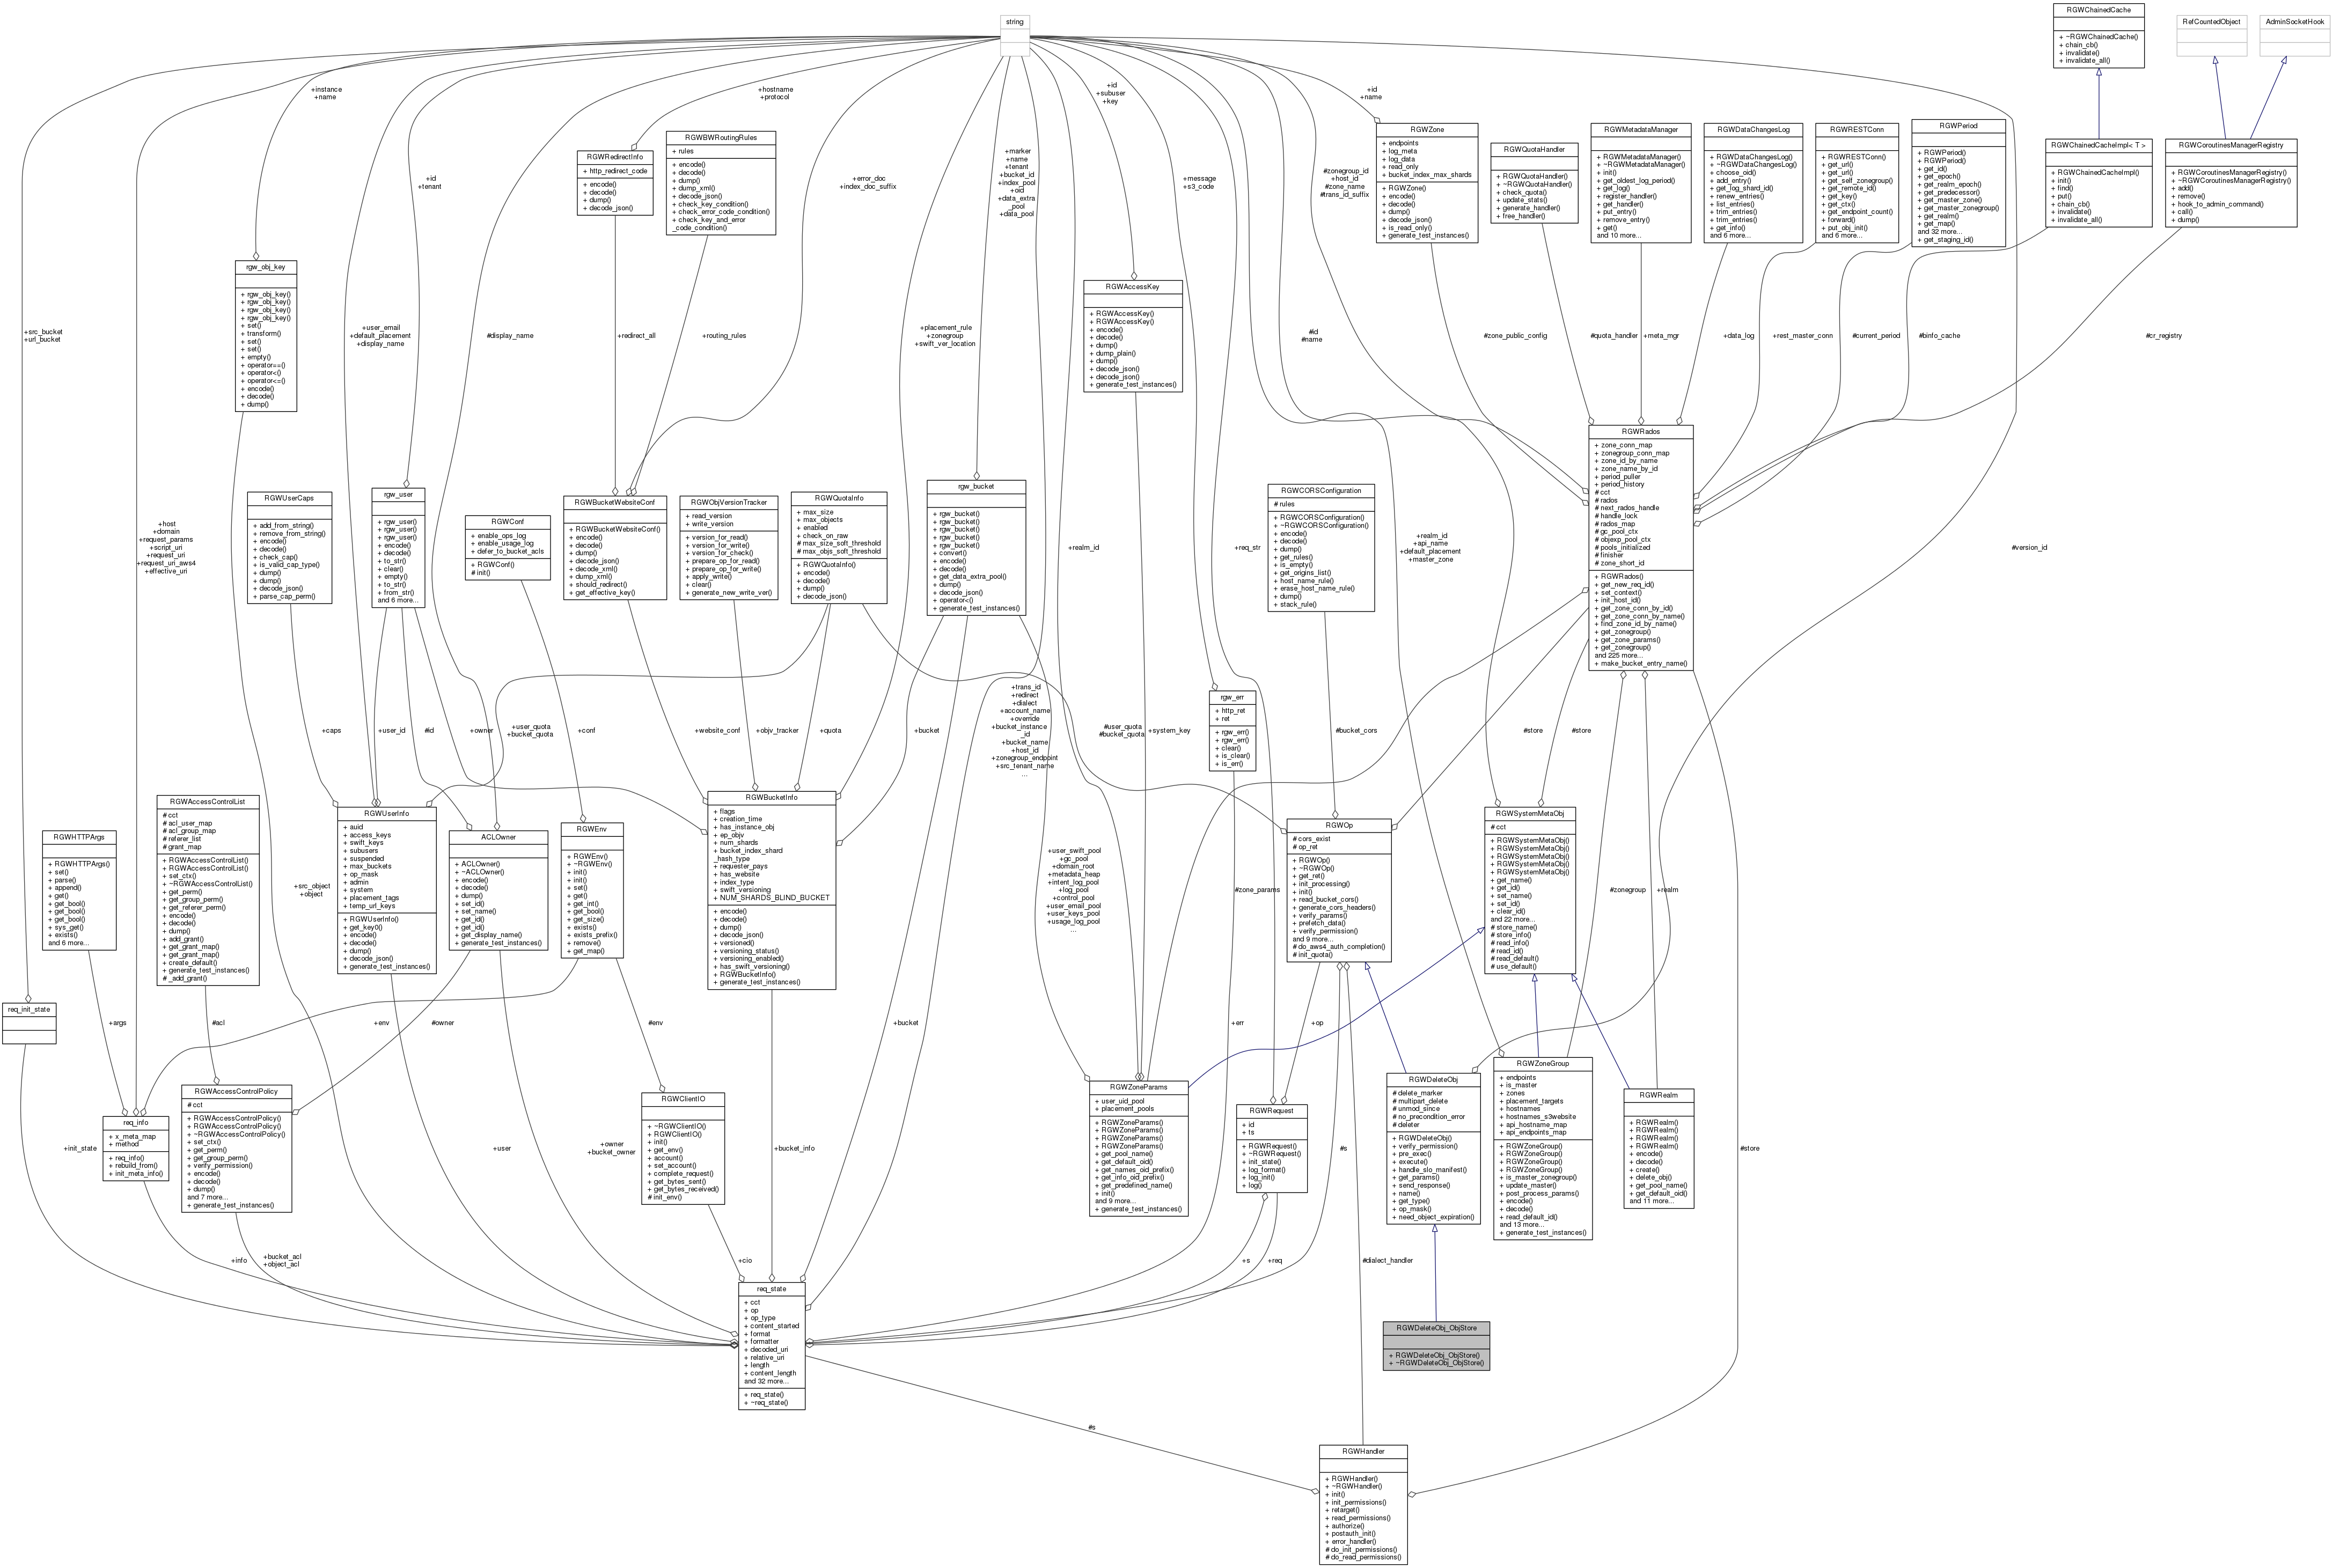 string
RGWChainedCache
+ ~RGWChainedCache()
+ chain_cb()
+ invalidate()
+ invalidate_all()
RefCountedObject
AdminSocketHook
+instance
+name
+hostname
+protocol
+id
+subuser
+key
+id
+name
RGWRedirectInfo
+ http_redirect_code
+ encode()
+ decode()
+ dump()
+ decode_json()
RGWBWRoutingRules
+ rules
+ encode()
+ decode()
+ dump()
+ dump_xml()
+ decode_json()
+ check_key_condition()
+ check_error_code_condition()
+ check_key_and_error
_code_condition()
+id
+tenant
+error_doc
+index_doc_suffix
+marker
+name
+tenant
+bucket_id
+index_pool
+oid
+data_extra
_pool
+data_pool
+message
+s3_code
#zonegroup_id
+host_id
#zone_name
#trans_id_suffix
RGWZone
+ endpoints
+ log_meta
+ log_data
+ read_only
+ bucket_index_max_shards
+ RGWZone()
+ encode()
+ decode()
+ dump()
+ decode_json()
+ is_read_only()
+ generate_test_instances()
RGWQuotaHandler
+ RGWQuotaHandler()
+ ~RGWQuotaHandler()
+ check_quota()
+ update_stats()
+ generate_handler()
+ free_handler()
RGWMetadataManager
+ RGWMetadataManager()
+ ~RGWMetadataManager()
+ init()
+ get_oldest_log_period()
+ get_log()
+ register_handler()
+ get_handler()
+ put_entry()
+ remove_entry()
+ get()
and 10 more...
RGWDataChangesLog
+ RGWDataChangesLog()
+ ~RGWDataChangesLog()
+ choose_oid()
+ add_entry()
+ get_log_shard_id()
+ renew_entries()
+ list_entries()
+ trim_entries()
+ trim_entries()
+ get_info()
and 6 more...
RGWRESTConn
+ RGWRESTConn()
+ get_url()
+ get_url()
+ get_self_zonegroup()
+ get_remote_id()
+ get_key()
+ get_ctx()
+ get_endpoint_count()
+ forward()
+ put_obj_init()
and 6 more...
RGWPeriod
+ RGWPeriod()
+ RGWPeriod()
+ get_id()
+ get_epoch()
+ get_realm_epoch()
+ get_predecessor()
+ get_master_zone()
+ get_master_zonegroup()
+ get_realm()
+ get_map()
and 32 more...
+ get_staging_id()
RGWChainedCacheImpl< T >
+ RGWChainedCacheImpl()
+ init()
+ find()
+ put()
+ chain_cb()
+ invalidate()
+ invalidate_all()
RGWCoroutinesManagerRegistry
+ RGWCoroutinesManagerRegistry()
+ ~RGWCoroutinesManagerRegistry()
+ add()
+ remove()
+ hook_to_admin_command()
+ call()
+ dump()
rgw_obj_key
+ rgw_obj_key()
+ rgw_obj_key()
+ rgw_obj_key()
+ rgw_obj_key()
+ set()
+ transform()
+ set()
+ set()
+ empty()
+ operator==()
+ operator<()
+ operator<=()
+ encode()
+ decode()
+ dump()
RGWAccessKey
+ RGWAccessKey()
+ RGWAccessKey()
+ encode()
+ decode()
+ dump()
+ dump_plain()
+ dump()
+ decode_json()
+ decode_json()
+ generate_test_instances()
+src_bucket
+url_bucket
+user_email
+default_placement
+display_name
#display_name
+redirect_all
+routing_rules
+placement_rule
+zonegroup
+swift_ver_location
#id
#name
#zone_public_config
#quota_handler
+meta_mgr
+data_log
+rest_master_conn
#current_period
#binfo_cache
#cr_registry
RGWRados
+ zone_conn_map
+ zonegroup_conn_map
+ zone_id_by_name
+ zone_name_by_id
+ period_puller
+ period_history
# cct
# rados
# next_rados_handle
# handle_lock
# rados_map
# gc_pool_ctx
# objexp_pool_ctx
# pools_initialized
# finisher
# zone_short_id
+ RGWRados()
+ get_new_req_id()
+ set_context()
+ init_host_id()
+ get_zone_conn_by_id()
+ get_zone_conn_by_name()
+ find_zone_id_by_name()
+ get_zonegroup()
+ get_zone_params()
+ get_zonegroup()
and 225 more...
+ make_bucket_entry_name()
+host
+domain
+request_params
+script_uri
+request_uri
+request_uri_aws4
+effective_uri
RGWUserCaps
+ add_from_string()
+ remove_from_string()
+ encode()
+ decode()
+ check_cap()
+ is_valid_cap_type()
+ dump()
+ dump()
+ decode_json()
+ parse_cap_perm()
rgw_user
+ rgw_user()
+ rgw_user()
+ rgw_user()
+ encode()
+ decode()
+ to_str()
+ clear()
+ empty()
+ to_str()
+ from_str()
and 6 more...
RGWConf
+ enable_ops_log
+ enable_usage_log
+ defer_to_bucket_acls
+ RGWConf()
# init()
RGWBucketWebsiteConf
+ RGWBucketWebsiteConf()
+ encode()
+ decode()
+ dump()
+ decode_json()
+ decode_xml()
+ dump_xml()
+ should_redirect()
+ get_effective_key()
RGWObjVersionTracker
+ read_version
+ write_version
+ version_for_read()
+ version_for_write()
+ version_for_check()
+ prepare_op_for_read()
+ prepare_op_for_write()
+ apply_write()
+ clear()
+ generate_new_write_ver()
RGWQuotaInfo
+ max_size
+ max_objects
+ enabled
+ check_on_raw
# max_size_soft_threshold
# max_objs_soft_threshold
+ RGWQuotaInfo()
+ encode()
+ decode()
+ dump()
+ decode_json()
rgw_bucket
+ rgw_bucket()
+ rgw_bucket()
+ rgw_bucket()
+ rgw_bucket()
+ rgw_bucket()
+ convert()
+ encode()
+ decode()
+ get_data_extra_pool()
+ dump()
+ decode_json()
+ operator<()
+ generate_test_instances()
+realm_id
+req_str
RGWCORSConfiguration
# rules
+ RGWCORSConfiguration()
+ ~RGWCORSConfiguration()
+ encode()
+ decode()
+ dump()
+ get_rules()
+ is_empty()
+ get_origins_list()
+ host_name_rule()
+ erase_host_name_rule()
+ dump()
+ stack_rule()
+realm_id
+api_name
+default_placement
+master_zone
#version_id
+caps
+user_id
#id
+owner
+user_quota
+bucket_quota
+conf
+website_conf
+objv_tracker
+quota
+bucket
+trans_id
+redirect
+dialect
+account_name
+override
+bucket_instance
_id
+bucket_name
+host_id
+zonegroup_endpoint
+src_tenant_name
...
#user_quota
#bucket_quota
+system_key
rgw_err
+ http_ret
+ ret
+ rgw_err()
+ rgw_err()
+ clear()
+ is_clear()
+ is_err()
#bucket_cors
#store
#store
RGWHTTPArgs
+ RGWHTTPArgs()
+ set()
+ parse()
+ append()
+ get()
+ get_bool()
+ get_bool()
+ get_bool()
+ sys_get()
+ exists()
and 6 more...
RGWAccessControlList
# cct
# acl_user_map
# acl_group_map
# referer_list
# grant_map
+ RGWAccessControlList()
+ RGWAccessControlList()
+ set_ctx()
+ ~RGWAccessControlList()
+ get_perm()
+ get_group_perm()
+ get_referer_perm()
+ encode()
+ decode()
+ dump()
+ add_grant()
+ get_grant_map()
+ get_grant_map()
+ create_default()
+ generate_test_instances()
# _add_grant()
+src_object
+object
RGWUserInfo
+ auid
+ access_keys
+ swift_keys
+ subusers
+ suspended
+ max_buckets
+ op_mask
+ admin
+ system
+ placement_tags
+ temp_url_keys
+ RGWUserInfo()
+ get_key0()
+ encode()
+ decode()
+ dump()
+ decode_json()
+ generate_test_instances()
ACLOwner
+ ACLOwner()
+ ~ACLOwner()
+ encode()
+ decode()
+ dump()
+ set_id()
+ set_name()
+ get_id()
+ get_id()
+ get_display_name()
+ generate_test_instances()
RGWEnv
+ RGWEnv()
+ ~RGWEnv()
+ init()
+ init()
+ set()
+ get()
+ get_int()
+ get_bool()
+ get_size()
+ exists()
+ exists_prefix()
+ remove()
+ get_map()
RGWBucketInfo
+ flags
+ creation_time
+ has_instance_obj
+ ep_objv
+ num_shards
+ bucket_index_shard
_hash_type
+ requester_pays
+ has_website
+ index_type
+ swift_versioning
+ NUM_SHARDS_BLIND_BUCKET
+ encode()
+ decode()
+ dump()
+ decode_json()
+ versioned()
+ versioning_status()
+ versioning_enabled()
+ has_swift_versioning()
+ RGWBucketInfo()
+ generate_test_instances()
+user_swift_pool
+gc_pool
+domain_root
+metadata_heap
+intent_log_pool
+log_pool
+control_pool
+user_email_pool
+user_keys_pool
+usage_log_pool
...
#zone_params
RGWOp
# cors_exist
# op_ret
+ RGWOp()
+ ~RGWOp()
+ get_ret()
+ init_processing()
+ init()
+ read_bucket_cors()
+ generate_cors_headers()
+ verify_params()
+ prefetch_data()
+ verify_permission()
and 9 more...
# do_aws4_auth_completion()
# init_quota()
RGWSystemMetaObj
# cct
+ RGWSystemMetaObj()
+ RGWSystemMetaObj()
+ RGWSystemMetaObj()
+ RGWSystemMetaObj()
+ RGWSystemMetaObj()
+ get_name()
+ get_id()
+ set_name()
+ set_id()
+ clear_id()
and 22 more...
# store_name()
# store_info()
# read_info()
# read_id()
# read_default()
# use_default()
#zonegroup
+realm
req_init_state
+args
#acl
+env
#owner
#env
+bucket
+err
+op
RGWAccessControlPolicy
# cct
+ RGWAccessControlPolicy()
+ RGWAccessControlPolicy()
+ ~RGWAccessControlPolicy()
+ set_ctx()
+ get_perm()
+ get_group_perm()
+ verify_permission()
+ encode()
+ decode()
+ dump()
and 7 more...
+ generate_test_instances()
req_info
+ x_meta_map
+ method
+ req_info()
+ rebuild_from()
+ init_meta_info()
RGWClientIO
+ ~RGWClientIO()
+ RGWClientIO()
+ init()
+ get_env()
+ account()
+ set_account()
+ complete_request()
+ get_bytes_sent()
+ get_bytes_received()
# init_env()
RGWZoneParams
+ user_uid_pool
+ placement_pools
+ RGWZoneParams()
+ RGWZoneParams()
+ RGWZoneParams()
+ RGWZoneParams()
+ get_pool_name()
+ get_default_oid()
+ get_names_oid_prefix()
+ get_info_oid_prefix()
+ get_predefined_name()
+ init()
and 9 more...
+ generate_test_instances()
RGWRequest
+ id
+ ts
+ RGWRequest()
+ ~RGWRequest()
+ init_state()
+ log_format()
+ log_init()
+ log()
RGWDeleteObj
# delete_marker
# multipart_delete
# unmod_since
# no_precondition_error
# deleter
+ RGWDeleteObj()
+ verify_permission()
+ pre_exec()
+ execute()
+ handle_slo_manifest()
+ get_params()
+ send_response()
+ name()
+ get_type()
+ op_mask()
+ need_object_expiration()
RGWZoneGroup
+ endpoints
+ is_master
+ zones
+ placement_targets
+ hostnames
+ hostnames_s3website
+ api_hostname_map
+ api_endpoints_map
+ RGWZoneGroup()
+ RGWZoneGroup()
+ RGWZoneGroup()
+ RGWZoneGroup()
+ is_master_zonegroup()
+ update_master()
+ post_process_params()
+ encode()
+ decode()
+ read_default_id()
and 13 more...
+ generate_test_instances()
RGWRealm
+ RGWRealm()
+ RGWRealm()
+ RGWRealm()
+ RGWRealm()
+ encode()
+ decode()
+ create()
+ delete_obj()
+ get_pool_name()
+ get_default_oid()
and 11 more...
+init_state
+user
+owner
+bucket_owner
+bucket_info
#s
#store
+info
+bucket_acl
+object_acl
+cio
+s
+req
#dialect_handler
req_state
+ cct
+ op
+ op_type
+ content_started
+ format
+ formatter
+ decoded_uri
+ relative_uri
+ length
+ content_length
and 32 more...
+ req_state()
+ ~req_state()
RGWDeleteObj_ObjStore
+ RGWDeleteObj_ObjStore()
+ ~RGWDeleteObj_ObjStore()
#s
RGWHandler
+ RGWHandler()
+ ~RGWHandler()
+ init()
+ init_permissions()
+ retarget()
+ read_permissions()
+ authorize()
+ postauth_init()
+ error_handler()
# do_init_permissions()
# do_read_permissions()